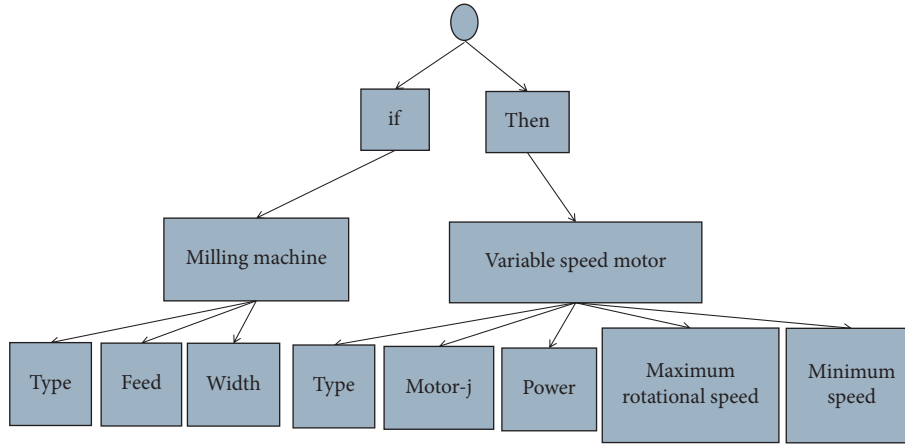 if
Then
Milling machine
Variable speed motor
Type
Feed
Width
Type
Motor-j
Power
Maximum
rotational speed
Minimum
speed